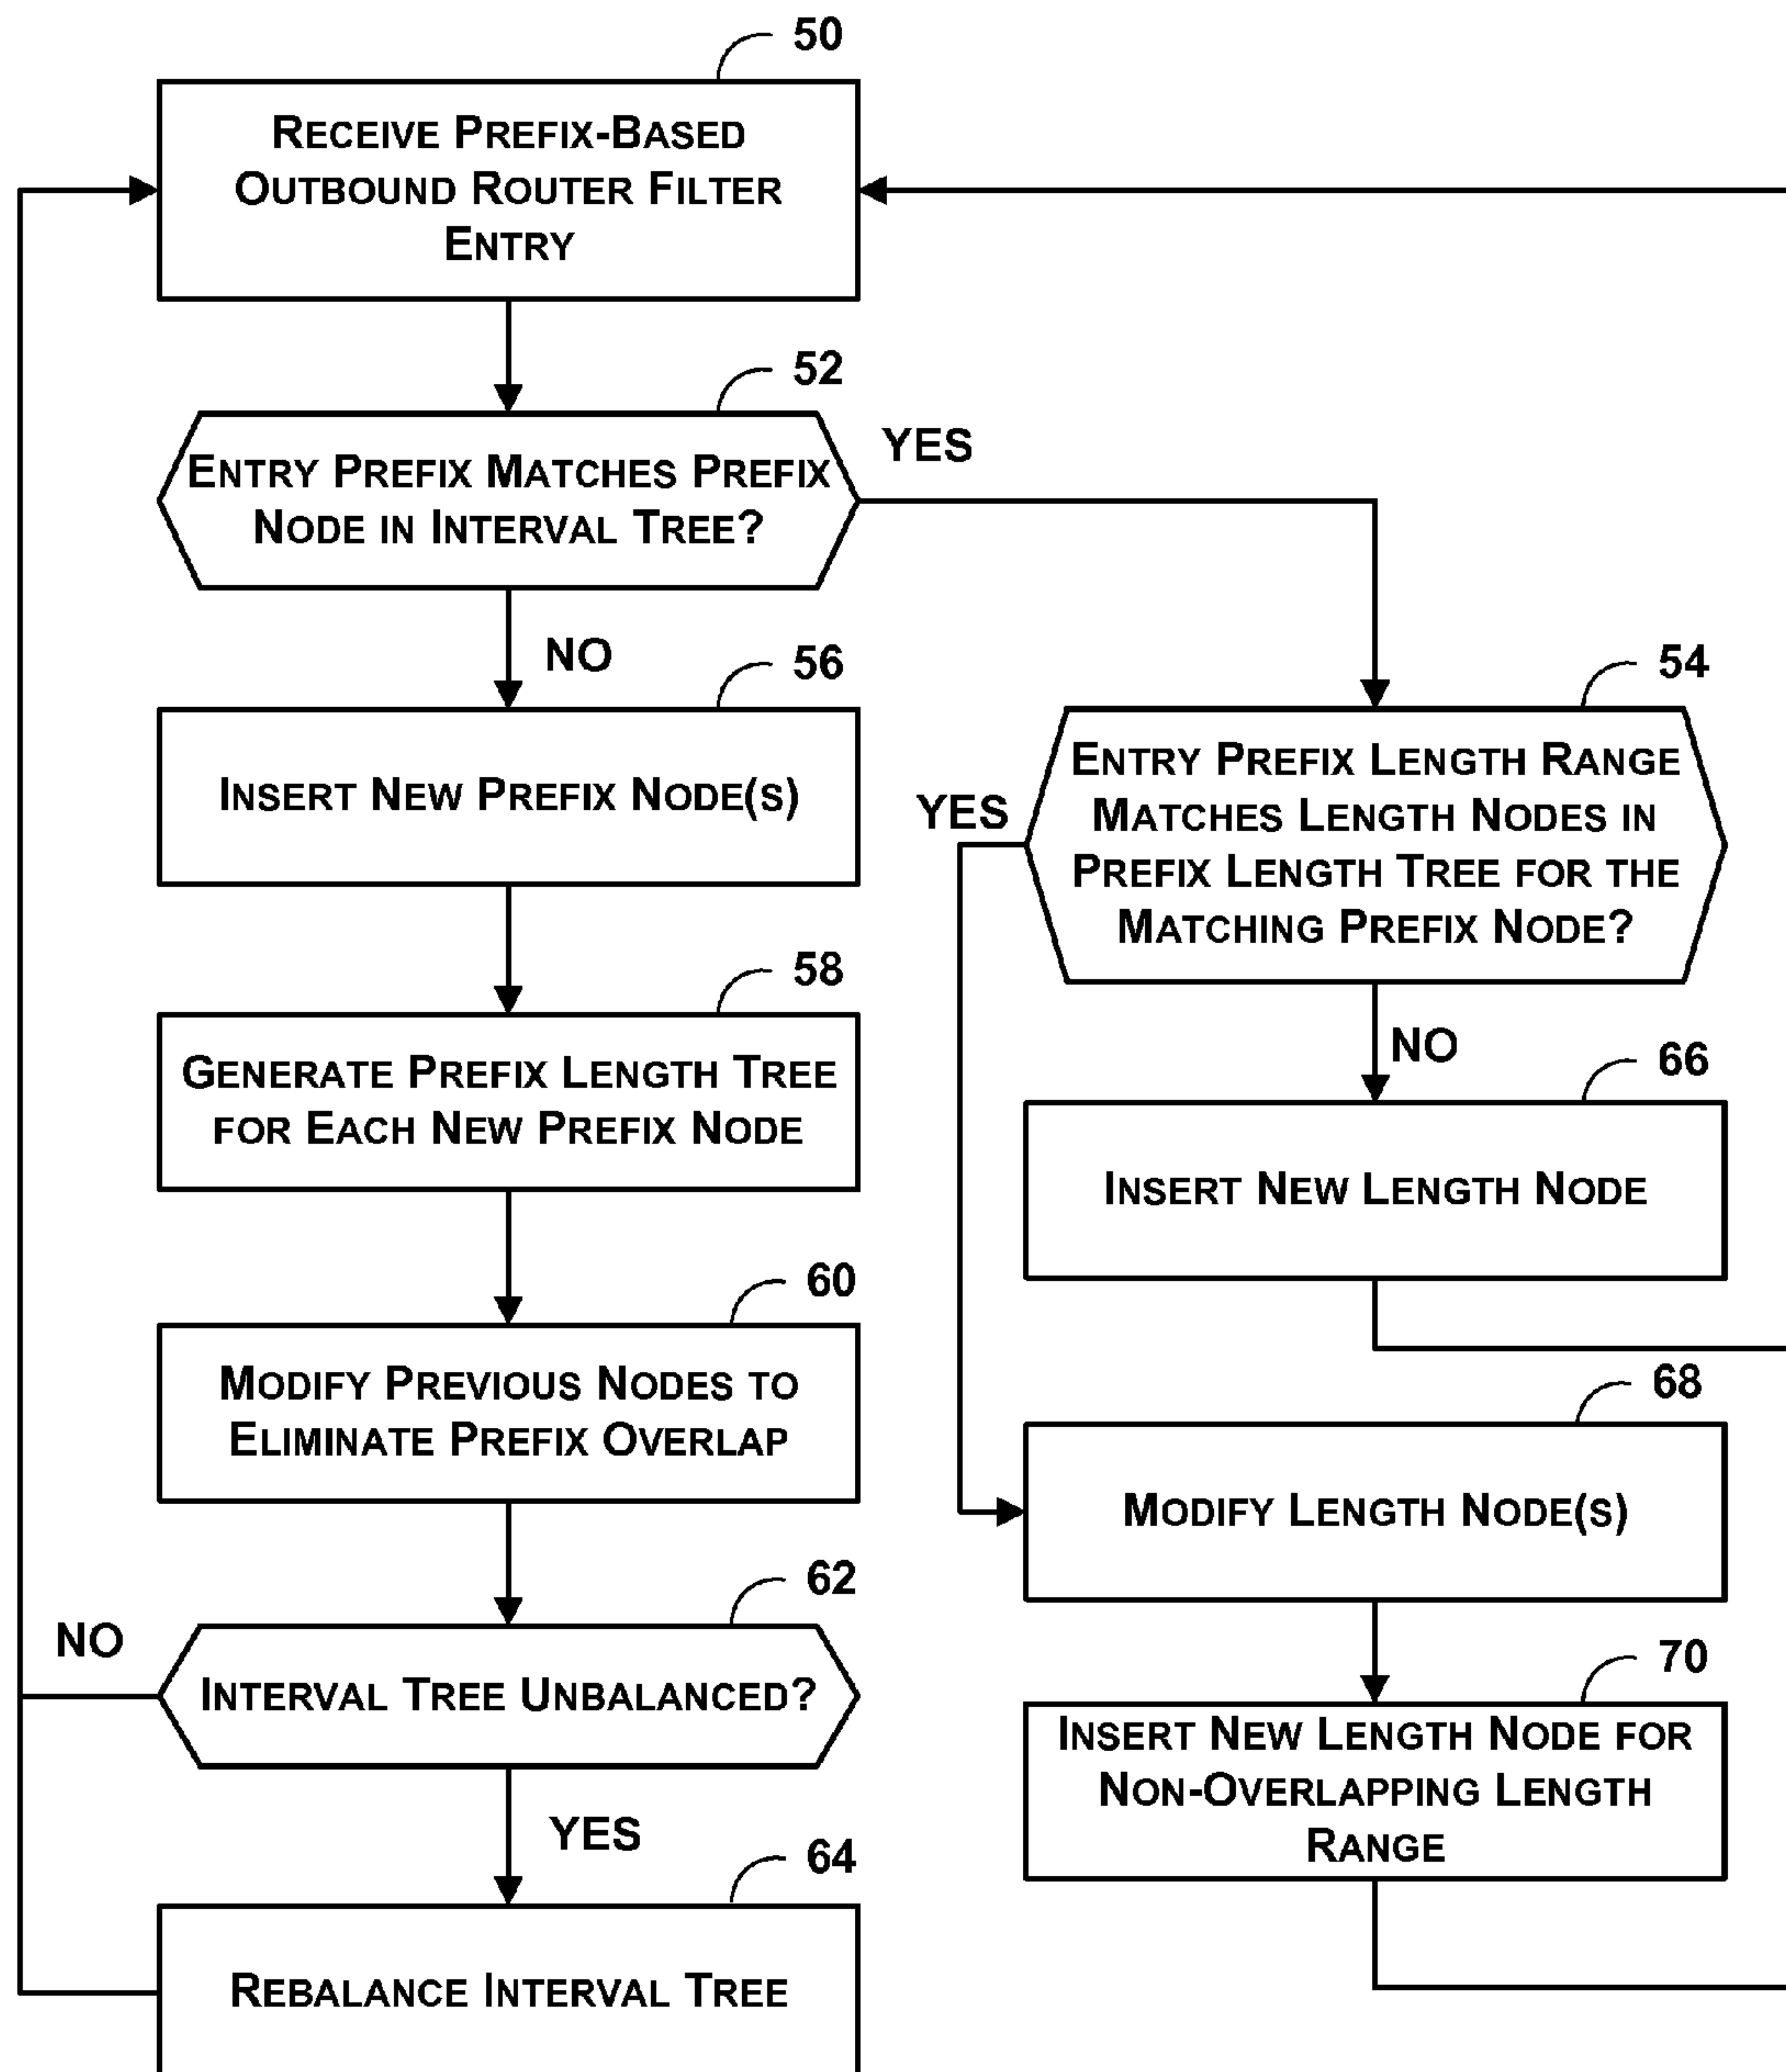 50
RECEIVE PREFIX-BASED
OUTBOUND ROUTER FILTER
ENTRY
52
ENTRY PREFIX MATCHES PREFIX
NODE IN INTERVAL TREE?
YES
NO
56
INSERT NEW PREFIX NODE(S)
58
GENERATE PREFIX LENGTH TREE
FOR EACH NEW PREFIX NODE
60
MODIFY PREVIOUS NODES TO
ELIMINATE PREFIX OVERLAP
62
INTERVAL TREE UNBALANCED?
NO
YES
64
REBALANCE INTERVAL TREE
54
ENTRY PREFIX LENGTH RANGE
MATCHES LENGTH NODES IN
PREFIX LENGTH TREE FOR THE
MATCHING PREFIX NODE?
YES
NO
66
INSERT NEW LENGTH NODE
68
MODIFY LENGTH NODE(S)
70
INSERT NEW LENGTH NODE FOR
NON-OVERLAPPING LENGTH
RANGE